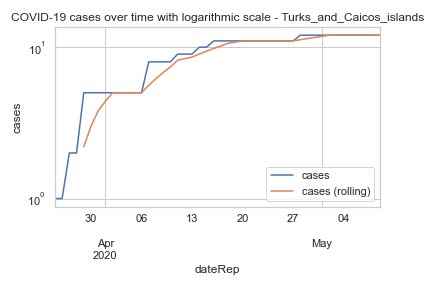 COVID-19 cases over time with logarithmic scale - Turks_and_Caicos_islands
10¹
cases
10⁰
cases
cases (rolling)
30 06 13 20 27 04
Apr May
2020
dateRep